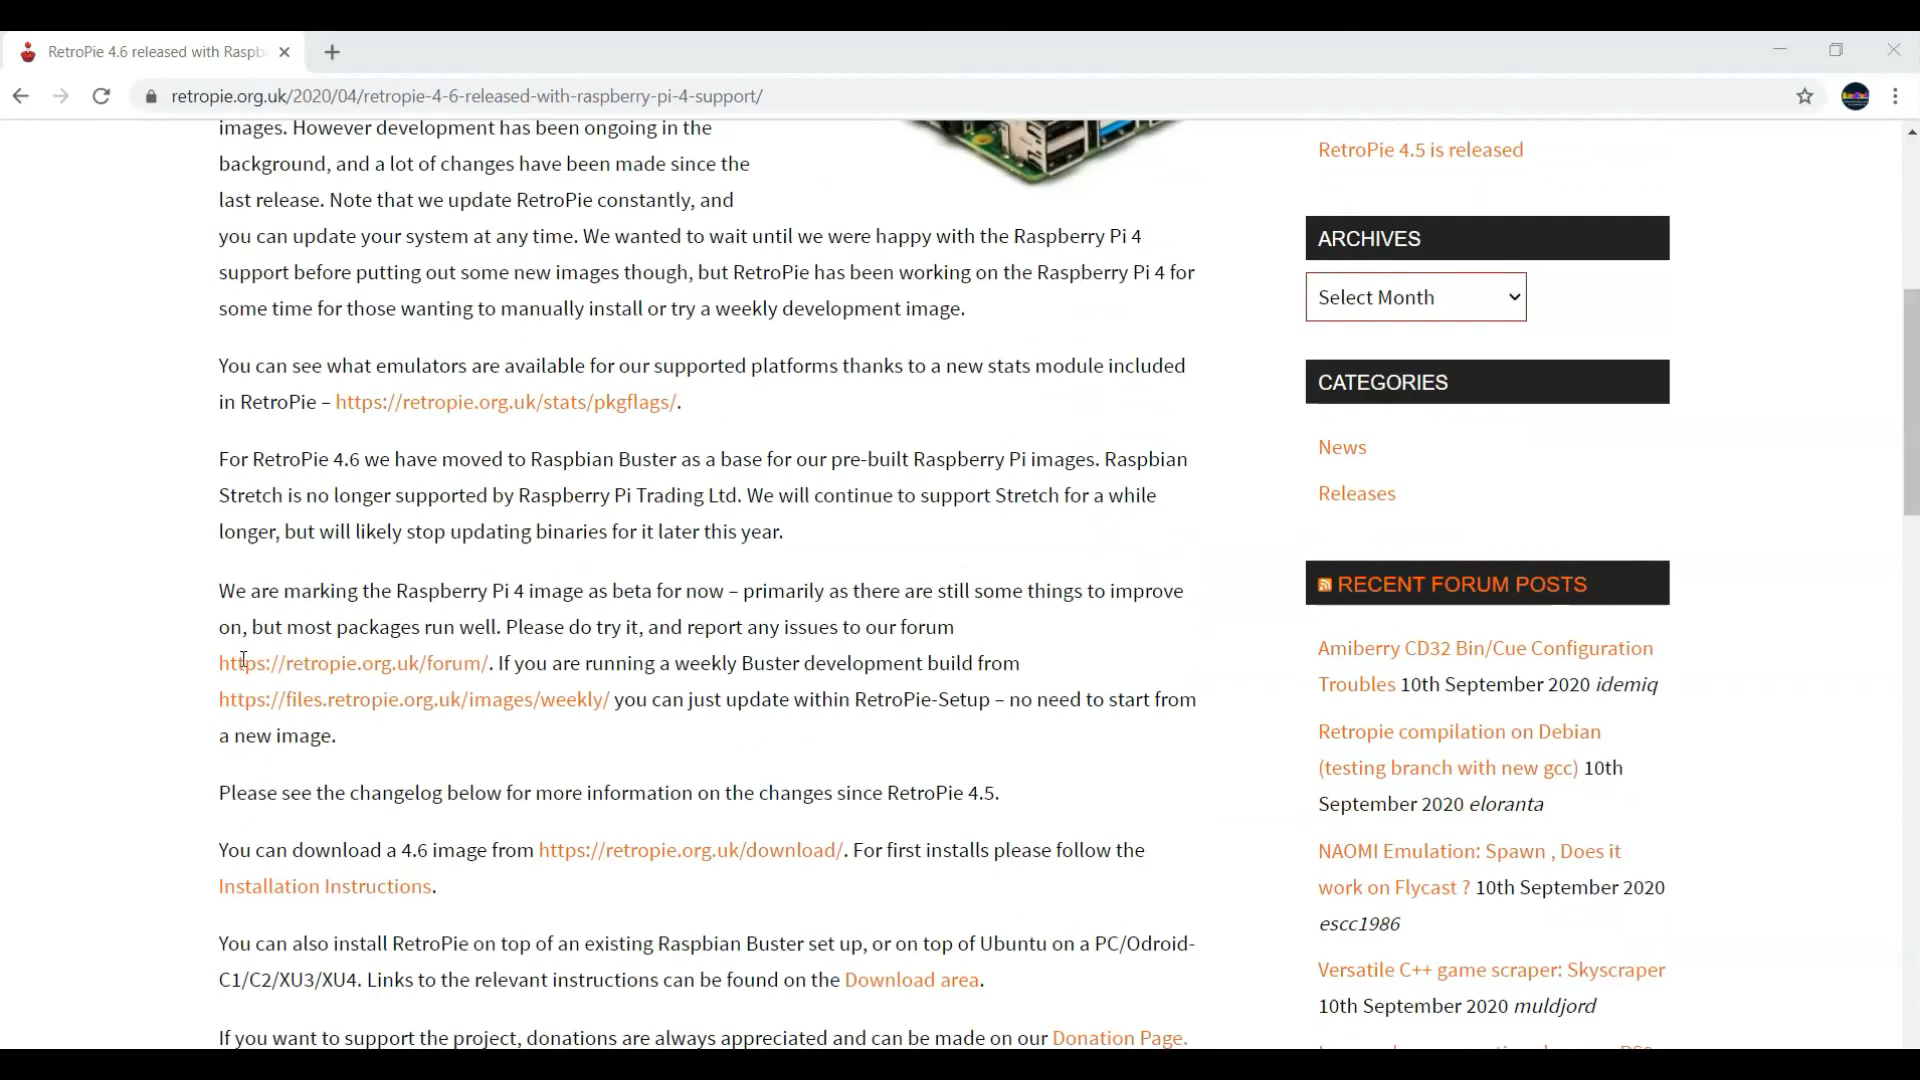 RetroPie 4.6 released with Raspb
retropie.org.uk/2020/04/retropie-4-6-released-with-raspberry-pi-4-support/
images. However development has been ongoing in the
background, and a lot of changes have been made since the
last release. Note that we update RetroPie constantly, and
you can update your system at any time. We wanted to wait until we were happy with the Raspberry Pi 4
support before putting out some new images though, but RetroPie has been working on the Raspberry Pi 4 for
some time for those wanting to manually install or try a weekly development image.
You can see what emulators are available for our supported platforms thanks to a new stats module included
in RetroPie – https://retropie.org.uk/stats/pkgflags/.
For RetroPie 4.6 we have moved to Raspbian Buster as a base for our pre-built Raspberry Pi images. Raspbian
Stretch is no longer supported by Raspberry Pi Trading Ltd. We will continue to support Stretch for a while
longer, but will likely stop updating binaries for it later this year.
We are marking the Raspberry Pi 4 image as beta for now – primarily as there are still some things to improve
on, but most packages run well. Please do try it, and report any issues to our forum
https://retropie.org.uk/forum/. If you are running a weekly Buster development build from
https://files.retropie.org.uk/images/weekly/ you can just update within RetroPie-Setup – no need to start from
a new image.
Please see the changelog below for more information on the changes since RetroPie 4.5.
You can download a 4.6 image from https://retropie.org.uk/download/. For first installs please follow the
Installation Instructions.
You can also install RetroPie on top of an existing Raspbian Buster set up, or on top of Ubuntu on a PC/Odroid-
C1/C2/XU3/XU4. Links to the relevant instructions can be found on the Download area.
If you want to support the project, donations are always appreciated and can be made on our Donation Page.
RetroPie 4.5 is released
ARCHIVES
Select Month
CATEGORIES
News
Releases
RECENT FORUM POSTS
Amiberry CD32 Bin/Cue Configuration
Troubles 10th September 2020 idemiq
Retropie compilation on Debian
(testing branch with new gcc) 10th
September 2020 eloranta
NAOMI Emulation: Spawn , Does it
work on Flycast ? 10th September 2020
escc1986
Versatile C++ game scraper: Skyscraper
10th September 2020 muldjord